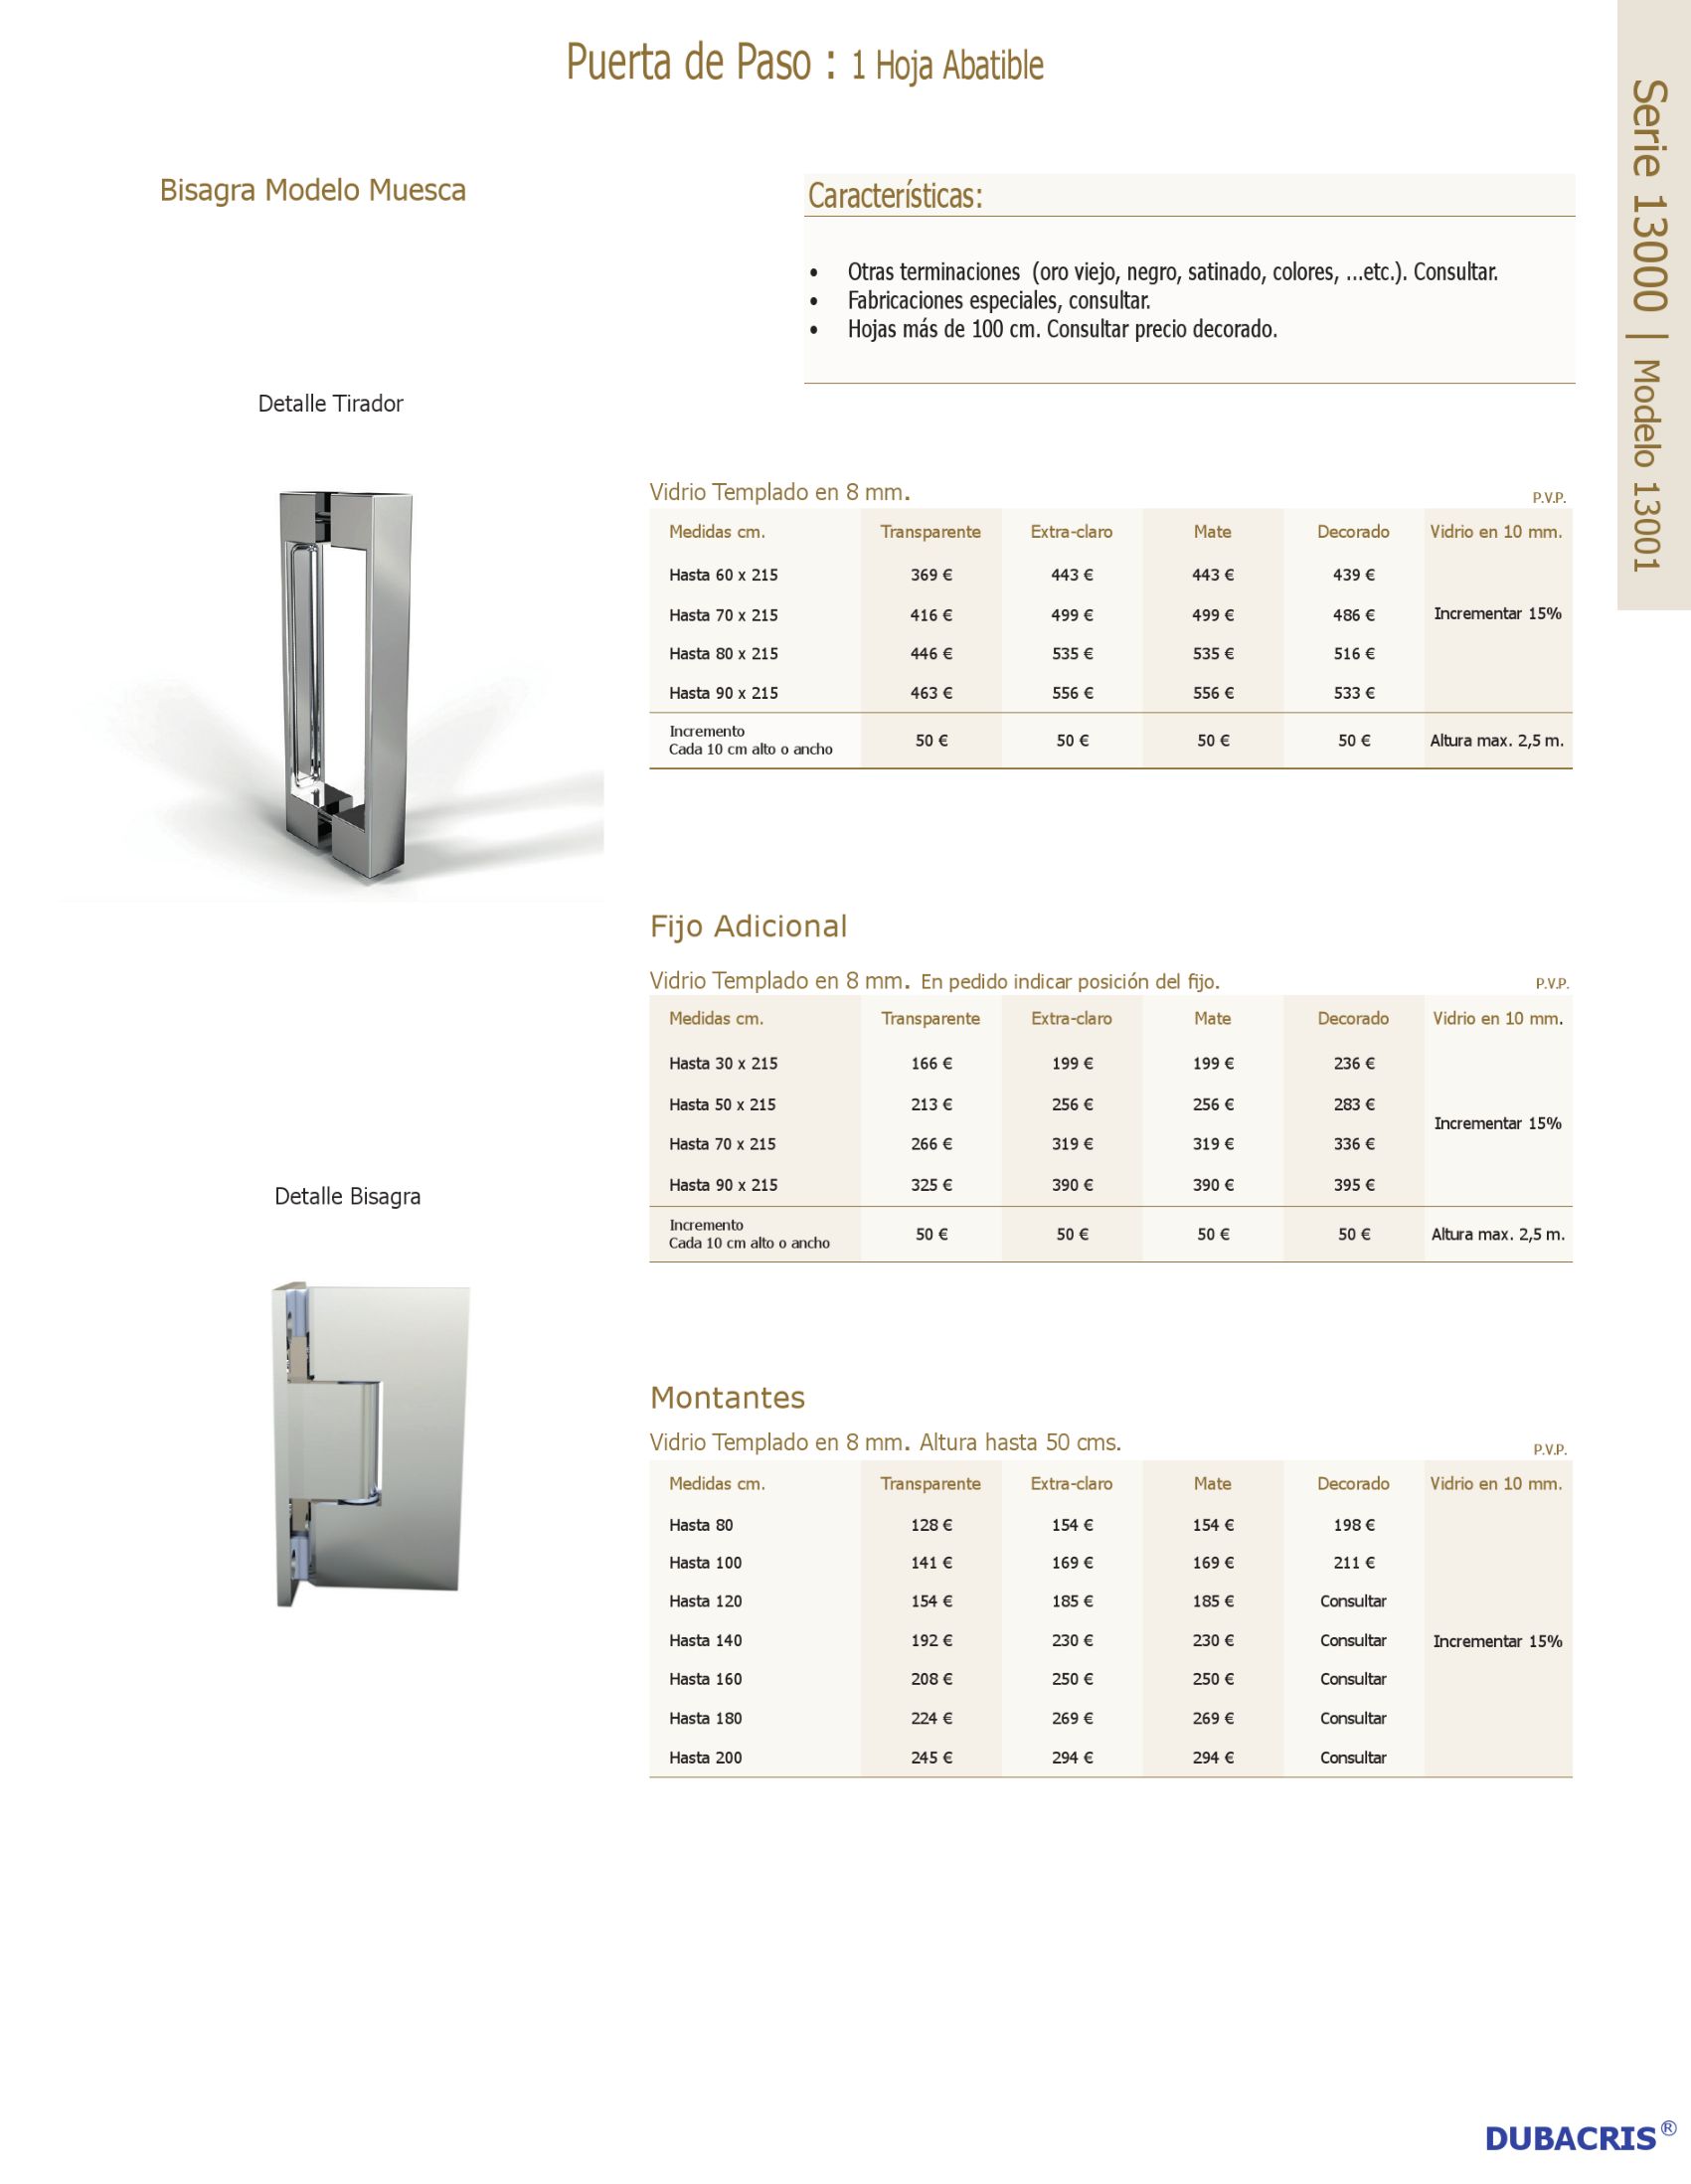 Puerta de Paso : 1 Hoja Abatible
Serie 13000 | Modelo 13001
Bisagra Modelo Muesca
Características:
• Otras terminaciones (oro viejo, negro, satinado, colores, ...etc.). Consultar.
• Fabricaciones especiales, consultar.
• Hojas más de 100 cm. Consultar precio decorado.
Detalle Tirador
Vidrio Templado en 8 mm. P.V.P.
Medidas cm. Transparente Extra-claro Mate Decorado Vidrio en 10 mm.
Hasta 60 x 215 369 € 443 € 443 € 439 €
Hasta 70 x 215 416 € 499 € 499 € 486 € Incrementar 15%
Hasta 80 x 215 446 € 535 € 535 € 516 €
Hasta 90 x 215 463 € 556 € 556 € 533 €
Incremento
Cada 10 cm alto o ancho 50 € 50 € 50 € 50 € Altura max. 2,5 m.
Fijo Adicional
Vidrio Templado en 8 mm. En pedido indicar posición del fijo. P.V.P.
Medidas cm. Transparente Extra-claro Mate Decorado Vidrio en 10 mm.
Hasta 30 x 215 166 € 199 € 199 € 236 €
Hasta 50 x 215 213 € 256 € 256 € 283 €
Incrementar 15%
Hasta 70 x 215 266 € 319 € 319 € 336 €
Hasta 90 x 215 325 € 390 € 390 € 395 €
Incremento
Cada 10 cm alto o ancho 50 € 50 € 50 € 50 € Altura max. 2,5 m.
Detalle Bisagra
Montantes
Vidrio Templado en 8 mm. Altura hasta 50 cms. P.V.P.
Medidas cm. Transparente Extra-claro Mate Decorado Vidrio en 10 mm.
Hasta 80 128 € 154 € 154 € 198 €
Hasta 100 141 € 169 € 169 € 211 €
Hasta 120 154 € 185 € 185 € Consultar
Hasta 140 192 € 230 € 230 € Consultar Incrementar 15%
Hasta 160 208 € 250 € 250 € Consultar
Hasta 180 224 € 269 € 269 € Consultar
Hasta 200 245 € 294 € 294 € Consultar
DUBACRIS®